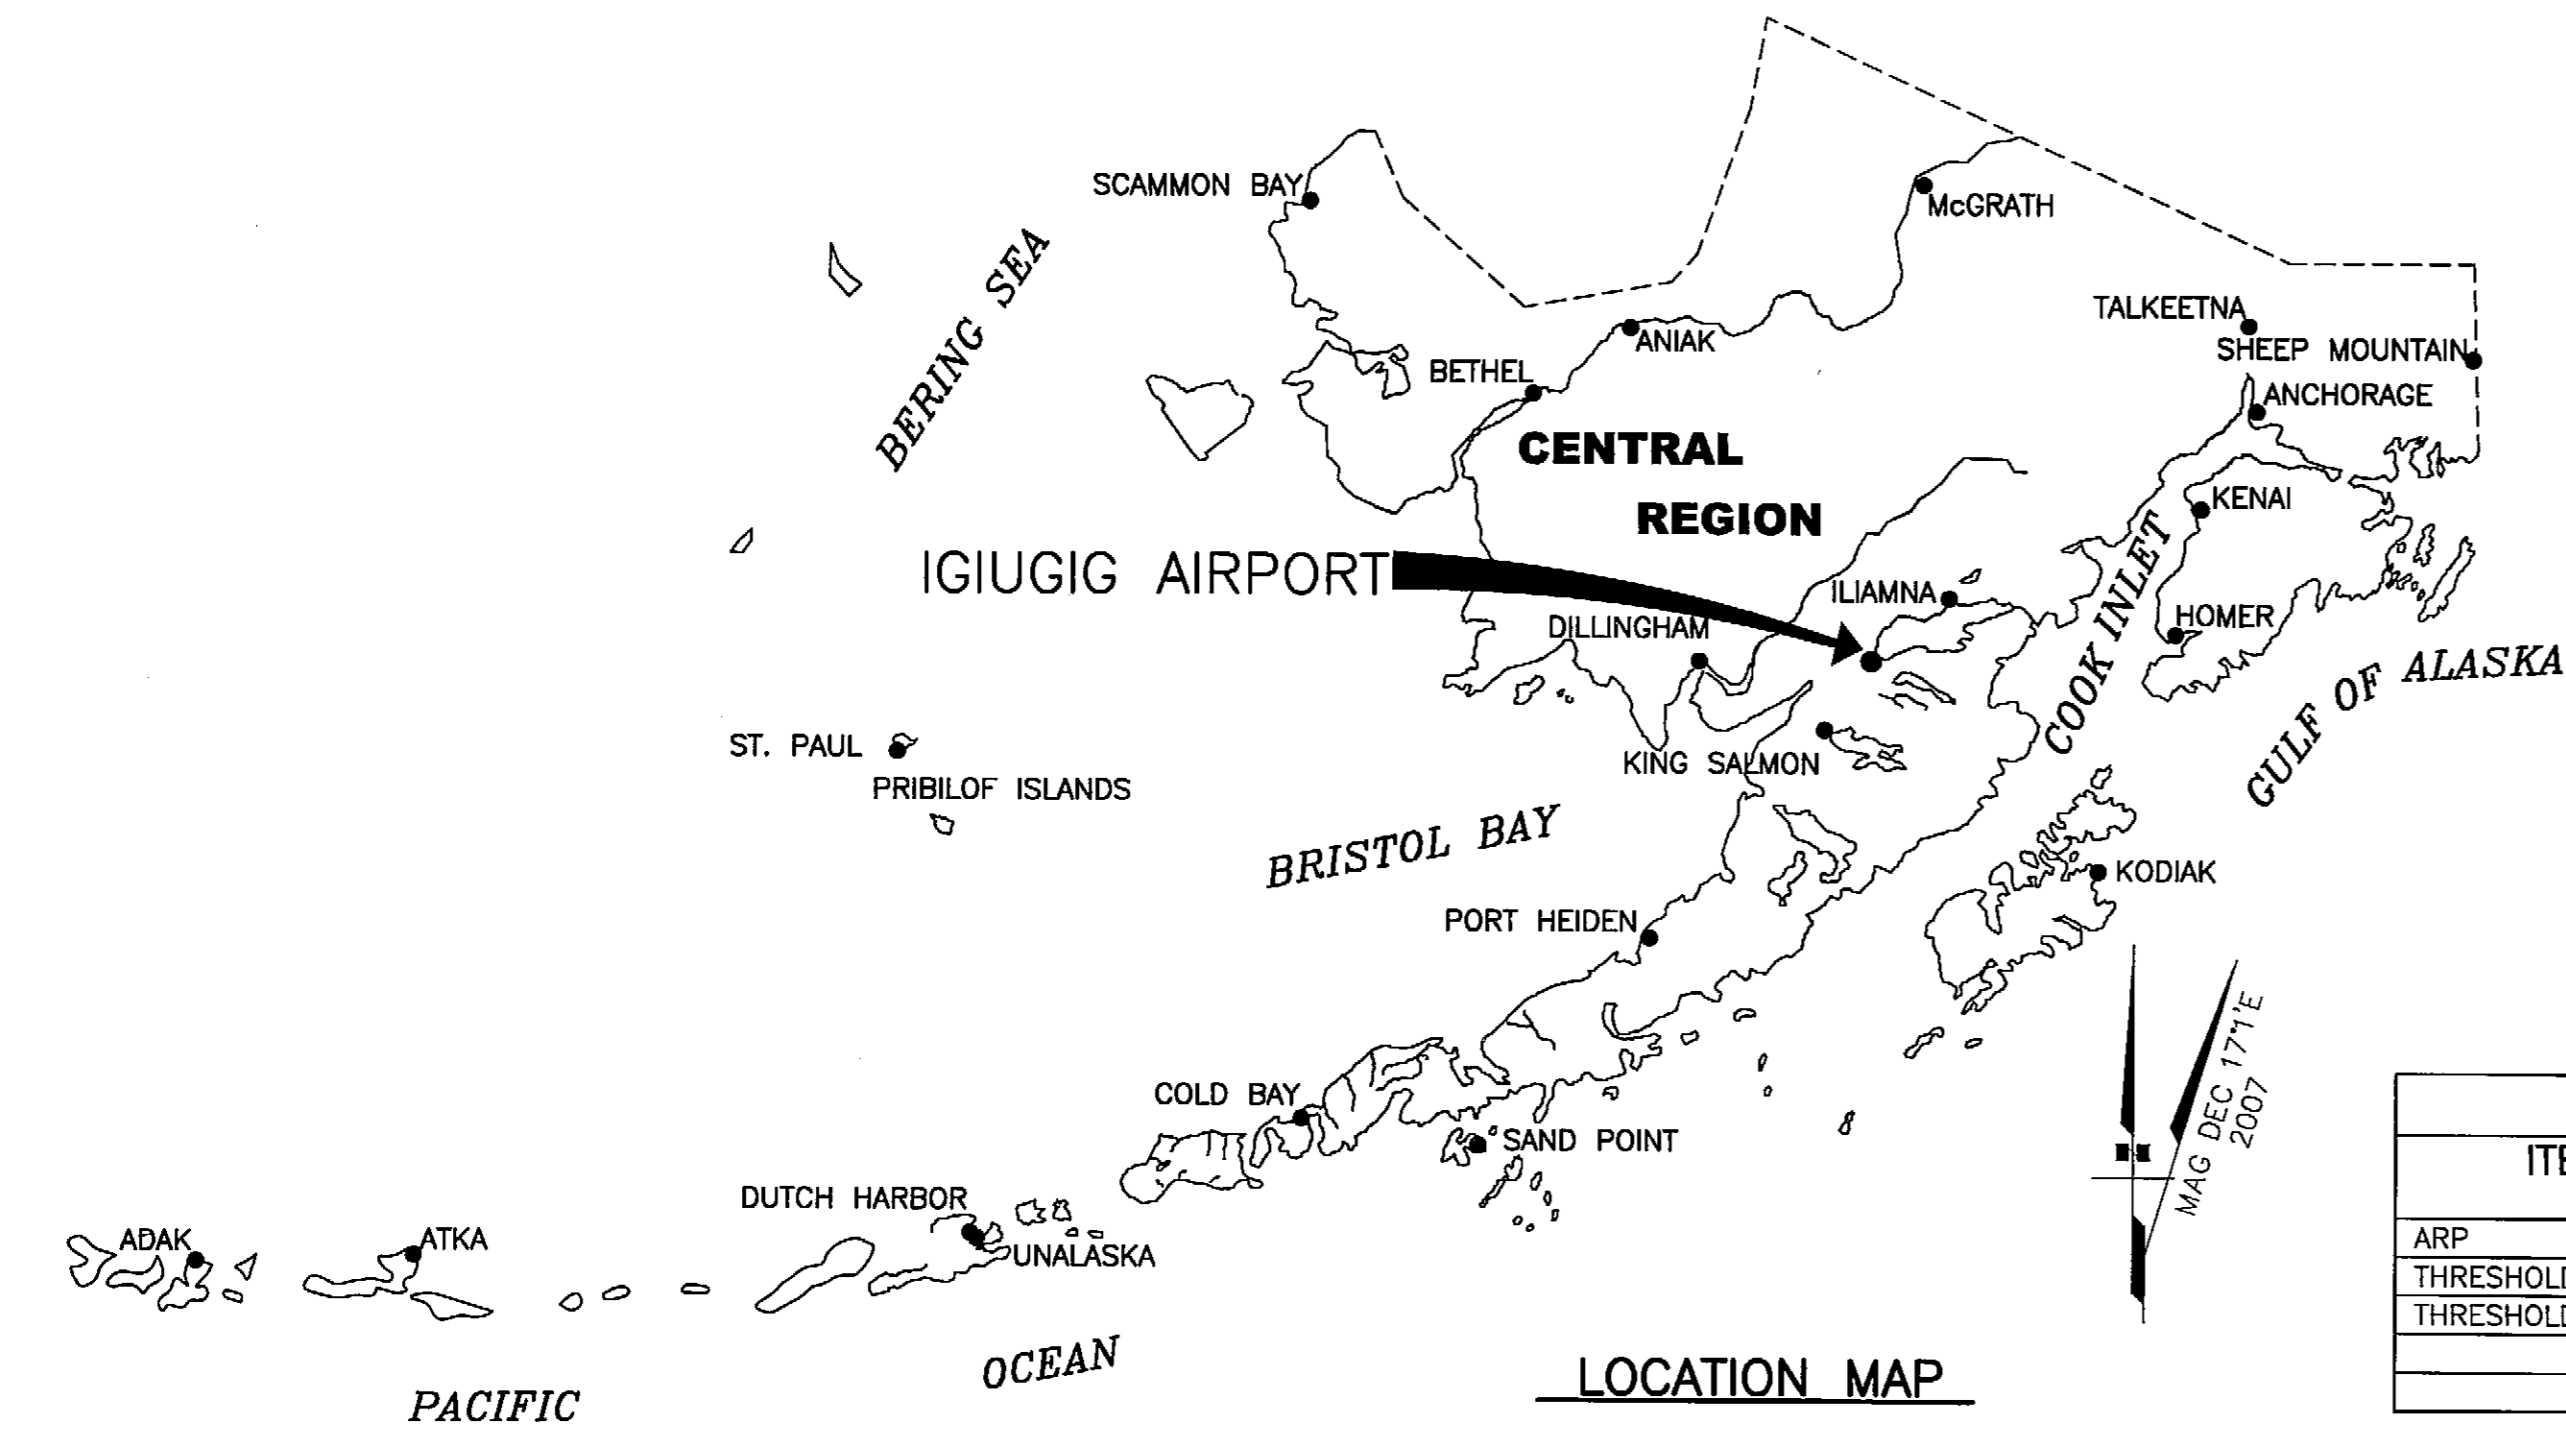 SCAMMON BAY
McGRATH
BERING SEA
TALKEETNA
SHEEP MOUNTAIN
ANIAK
BETHEL
ANCHORAGE
CENTRAL
REGION
KENAI
IGIUGIG AIRPORT
ILIAMNA
DILLINGHAM
HOMER
COOK INLET
GULF OF ALASKA
ST. PAUL
KING SALMON
PRIBILOF ISLANDS
BRISTOL BAY
KODIAK
PORT HEIDEN
MAG DEC 17°1'E
2007
COLD BAY
SAND POINT
DUTCH HARBOR
ADAK
ATKA
UNALASKA
ARP
THRESHOLD
THRESHOLD
OCEAN
PACIFIC
LOCATION MAP